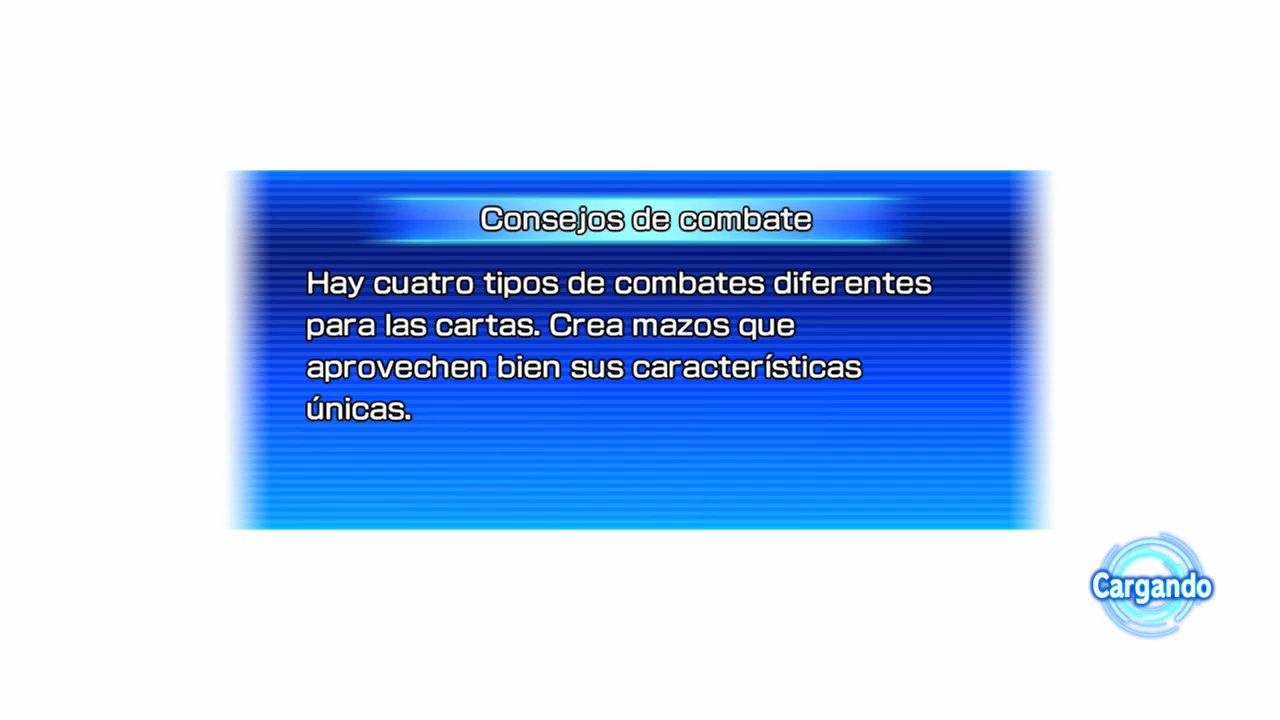 Consejos de combate
Hay cuatro tipos de combates diferentes
para las cartas. Crea mazos que
aprovechen bien sus características
únicas.
Cargando